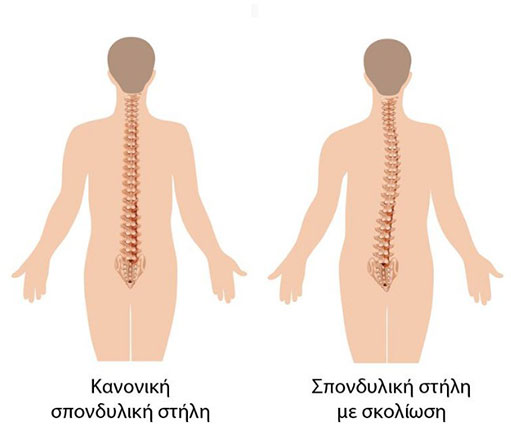 Κανονική
σπονδυλική στήλη
Σπονδυλική στήλη
με σκολίωση